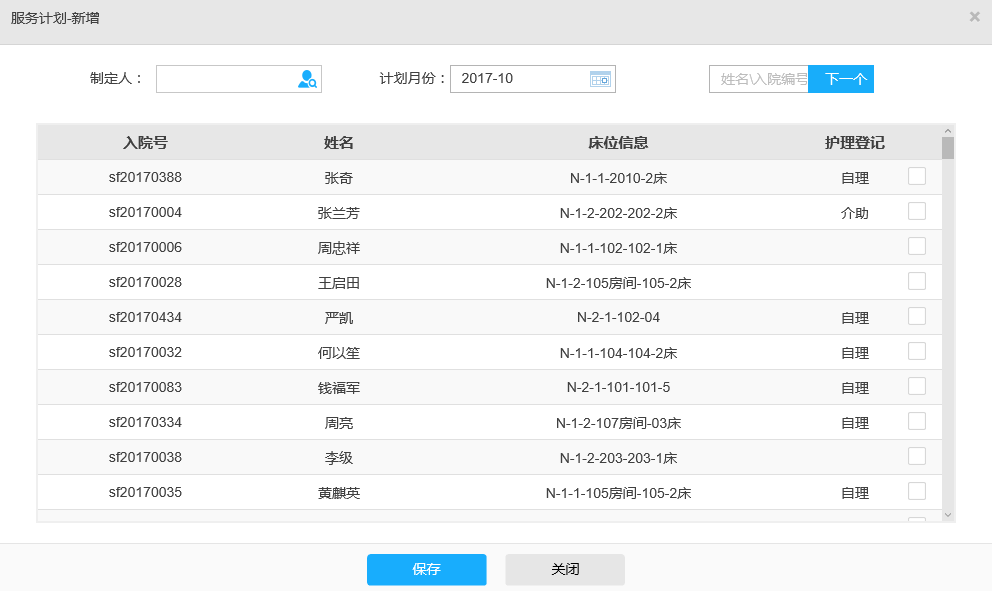 服务计划-新增
制定人： 计划月份： 2017-10 姓名\入院编号 下一个
入院号 姓名 床位信息 护理登记
sf20170388 张奇 N-1-1-2010-2床 自理
sf20170004 张兰芳 N-1-2-202-202-2床 介助
sf20170006 周忠祥 N-1-1-102-102-1床
sf20170028 王启田 N-1-2-105房间-105-2床
sf20170434 严凯 N-2-1-102-04 自理
sf20170032 何以笙 N-1-1-104-104-2床 自理
sf20170083 钱福军 N-2-1-101-101-5 自理
sf20170334 周亮 N-1-2-107房间-03床 自理
sf20170038 李级 N-1-2-203-203-1床
sf20170035 黄麒英 N-1-1-105房间-105-2床 自理
保存 关闭